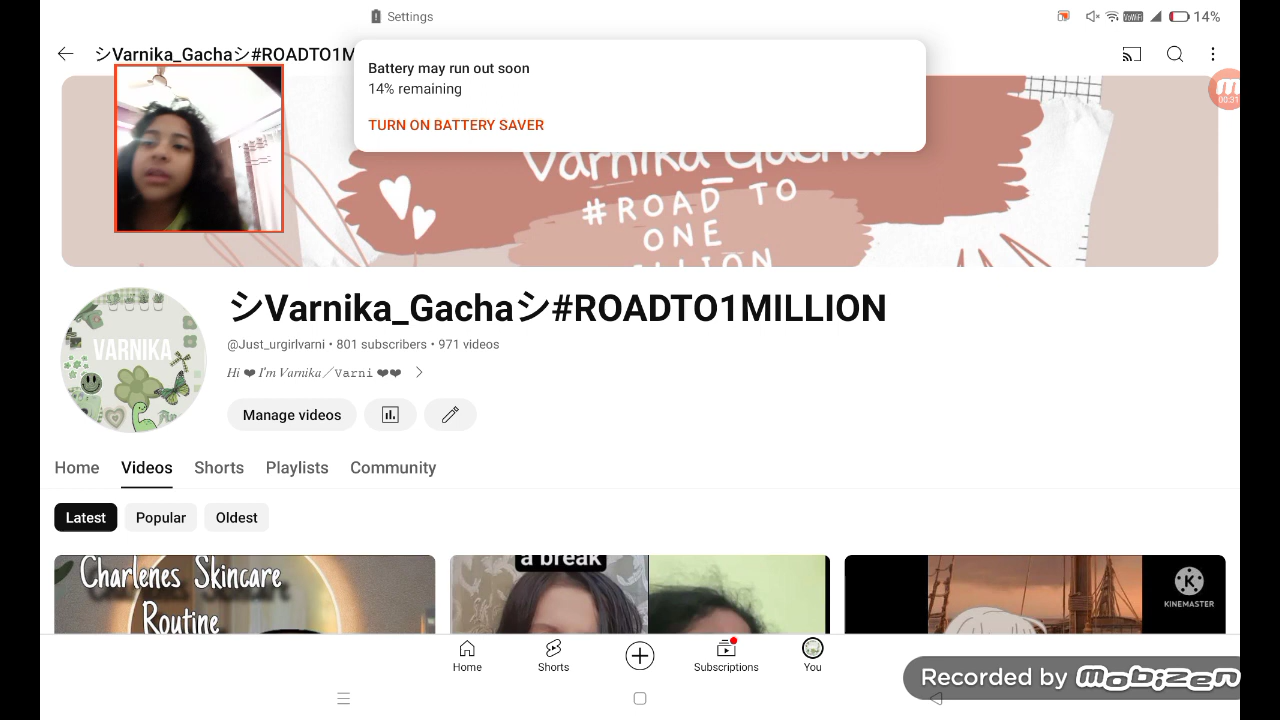 Settings
14%
シVarnika_Gachaシ#ROADTO1M
Battery may run out soon
14% remaining
TURN ON BATTERY SAVER
00:31
Varnika Gacha
#ROAD TO
ONE
MILLION
VARNIKA
シVarnika_Gachaシ#ROADTO1MILLION
@Just_urgirlvarni • 801 subscribers • 971 videos
Hi ❤ I'm Varnika／Varni ❤❤
Manage videos
Home Videos Shorts Playlists Community
Latest Popular Oldest
Charlenes Skincare
Routine
a break
KINEMASTER
Home Shorts Subscriptions You
Recorded by mobizen